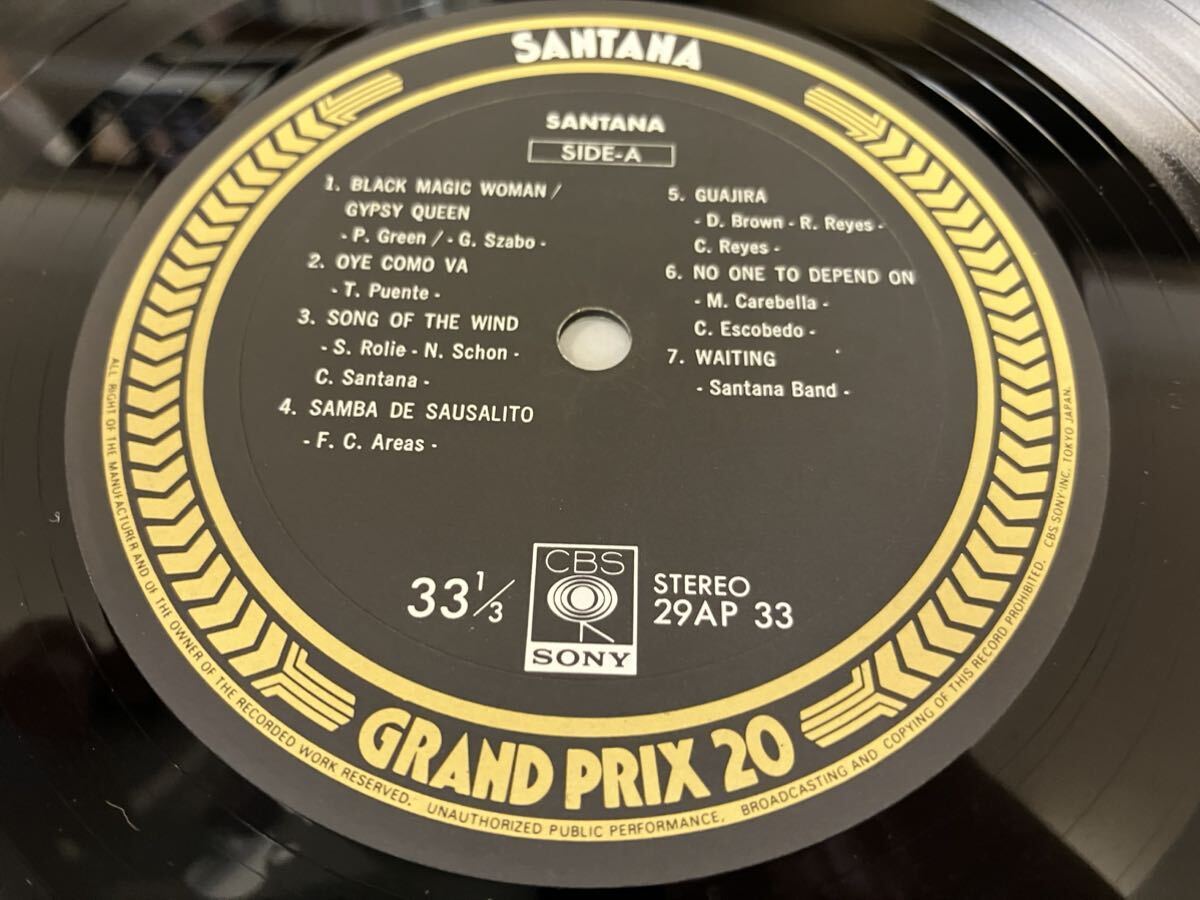 SANTANA
SANTANA
SIDE-A
1. BLACK MAGIC WOMAN /
GYPSY QUEEN
- P. Green / - G. Szabo -
2. OYE COMO VA
- T. Puente -
3. SONG OF THE WIND
- S. Rolie - N. Schon -
C. Santana -
4. SAMBA DE SAUSALITO
- F. C. Areas -
5. GUAJIRA
- D. Brown - R. Reyes -
C. Reyes -
6. NO ONE TO DEPEND ON
- M. Carebella -
C. Escobedo -
7. WAITING
- Santana Band -
33 1/3
CBS
SONY
STEREO
29AP 33
GRAND PRIX 20
ALL RIGHT OF THE MANUFACTURER AND OF THE OWNER OF THE RECORDED WORK RESERVED. UNAUTHORIZED PUBLIC PERFORMANCE, BROADCASTING AND COPYING OF THIS RECORD PROHIBITED. CBS SONY INC. TOKYO JAPAN.